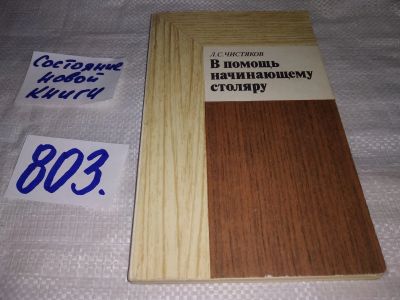 Состояние
новой
книги
803.
Л.С. ЧИСТЯКОВ
В помощь
начинающему
столяру